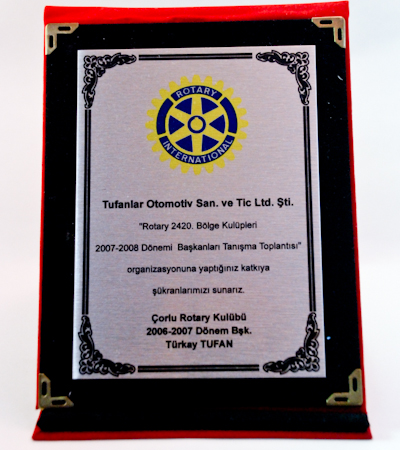 ROTARY
INTERNATIONAL
Tufanlar Otomotiv San. ve Tic Ltd. Şti.
"Rotary 2420. Bölge Kulüpleri
2007-2008 Dönemi Başkanları Tanışma Toplantısı"
organizasyonuna yaptığınız katkıya
şükranlarımızı sunarız.
Çorlu Rotary Kulübü
2006-2007 Dönem Bşk.
Türkay TUFAN